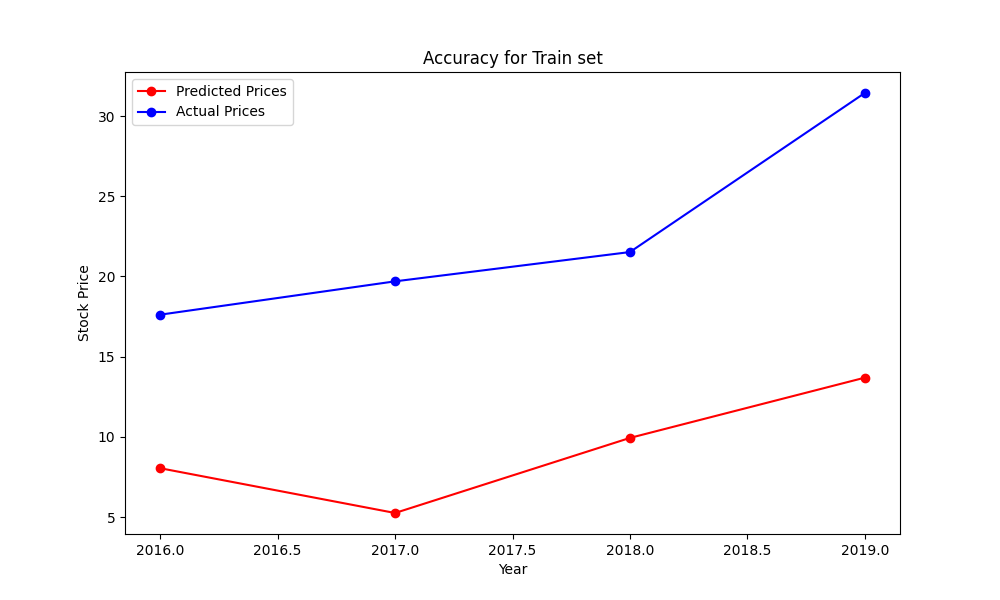 Accuracy for Train set
Predicted Prices
Actual Prices
30
25
20
15
10
5
Stock Price
2016.0 2016.5 2017.0 2017.5 2018.0 2018.5 2019.0
Year